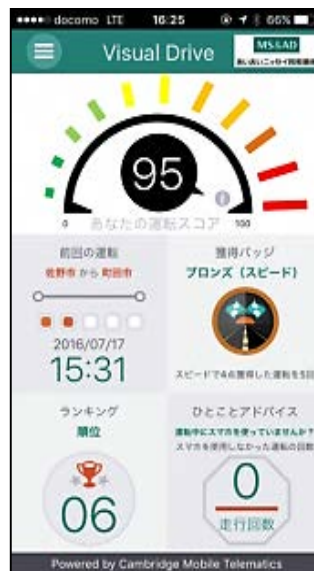 docomo LTE 16:25 66%
Visual Drive
MS&AD
あいおいニッセイ同和損保
95
0 あなたの運転スコア 100
前回の運転
佐野市 から 町田市
2016/07/17
15:31
獲得バッジ
ブロンズ (スピード)
スピードで4点獲得した運転を5回
ランキング
順位
06
ひとことアドバイス
運転中にスマホを使っていませんか?
スマホを使用しなかった運転の回数
0
走行回数
Powered by Cambridge Mobile Telematics